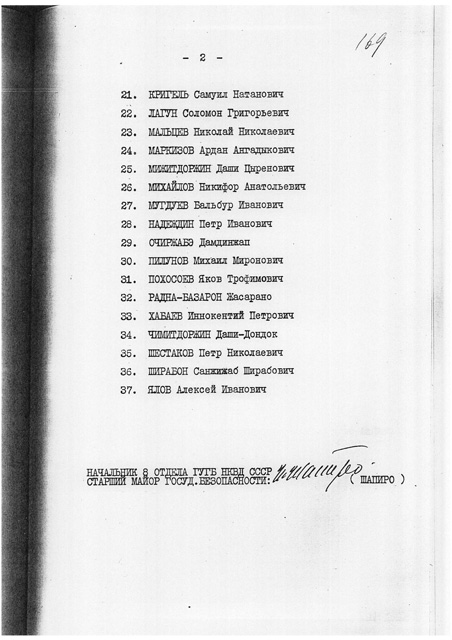 169
- 2 -
21. КРИГЕЛЬ Самуил Натанович
22. ЛАГУН Соломон Григорьевич
23. МАЛЬЦЕВ Николай Николаевич
24. МАРКИЗОВ Ардан Ангадыкович
25. МИЖИТДОРЖИН Даши Цыренович
26. МИХАЙЛОВ Никифор Анатольевич
27. МУГДУЕВ Бальбур Иванович
28. НАДЕЖДИН Петр Иванович
29. ОЧИРЖАБЭ Дамдинжап
30. ПИЛУНОВ Михаил Миронович
31. ПОХОСОЕВ Яков Трофимович
32. РАДНА-БАЗАРОН Жасарано
33. ХАБАЕВ Иннокентий Петрович
34. ЧИМИТДОРЖИН Даши-Дондок
35. ШЕСТАКОВ Петр Николаевич
36. ШИРАБОН Санжижаб Ширабович
37. ЯЛОВ Алексей Иванович
НАЧАЛЬНИК 8 ОТДЕЛА ГУГБ НКВД СССР
СТАРШИЙ МАЙОР ГОСУД.БЕЗОПАСНОСТИ: (ШАПИРО )